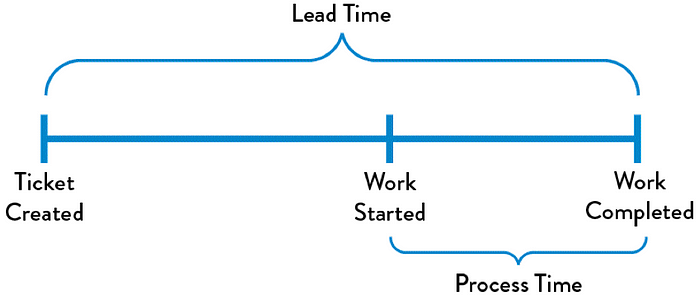 Lead Time
Ticket
Created
Work
Started
Work
Completed
Process Time